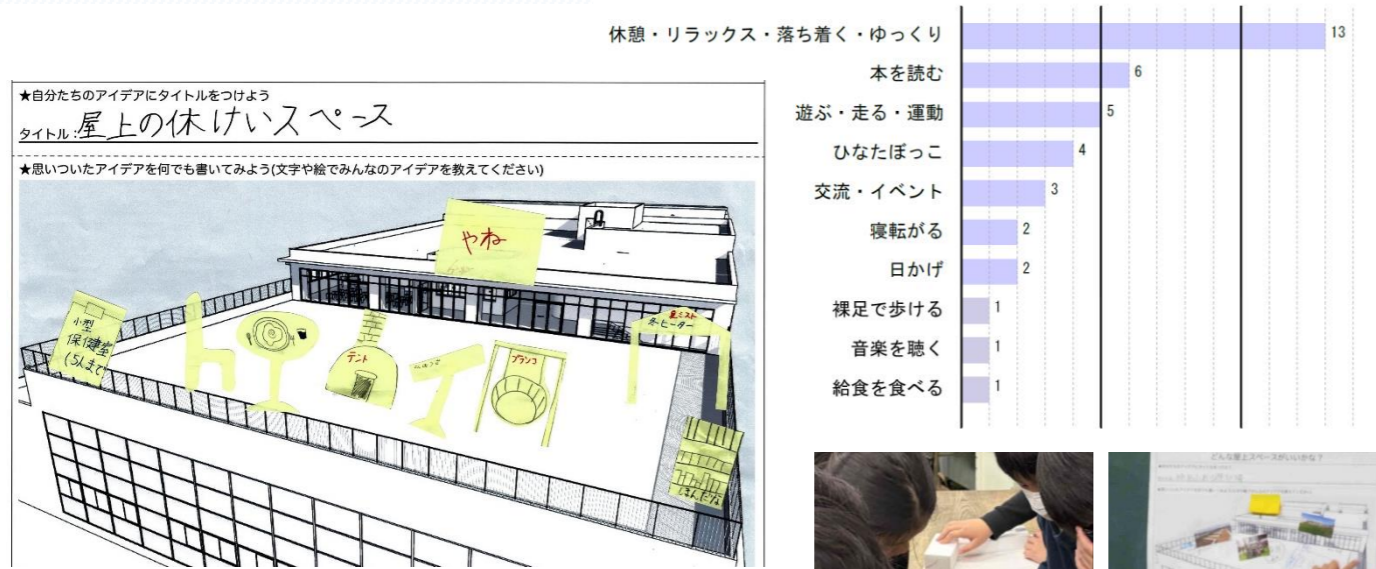 ★自分たちのアイデアにタイトルをつけよう
タイトル:屋上の休けいスペース
★思いついたアイデアを何でも書いてみよう(文字や絵でみんなのアイデアを教えてください)
やね
小型
保健室
(5人まで
テント
ブランコ
夏ミスト
冬ヒーター
ほんだな
休憩・リラックス・落ち着く・ゆっくり 13
本を読む 6
遊ぶ・走る・運動 5
ひなたぼっこ 4
交流・イベント 3
寝転がる 2
日かげ 2
裸足で歩ける 1
音楽を聴く 1
給食を食べる 1
どんな屋上スペースがいいかな?